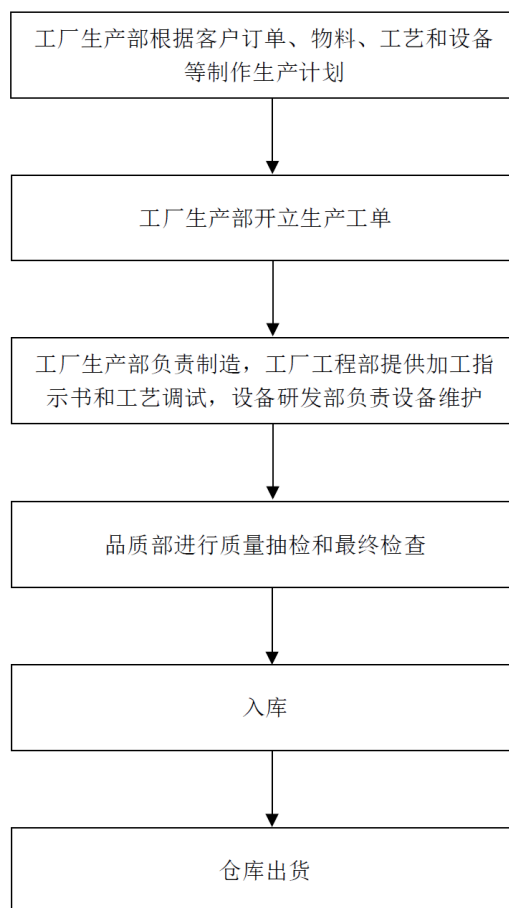 工厂生产部根据客户订单、物料、工艺和设备
等制作生产计划
工厂生产部开立生产工单
工厂生产部负责制造，工厂工程部提供加工指
示书和工艺调试，设备研发部负责设备维护
品质部进行质量抽检和最终检查
入库
仓库出货